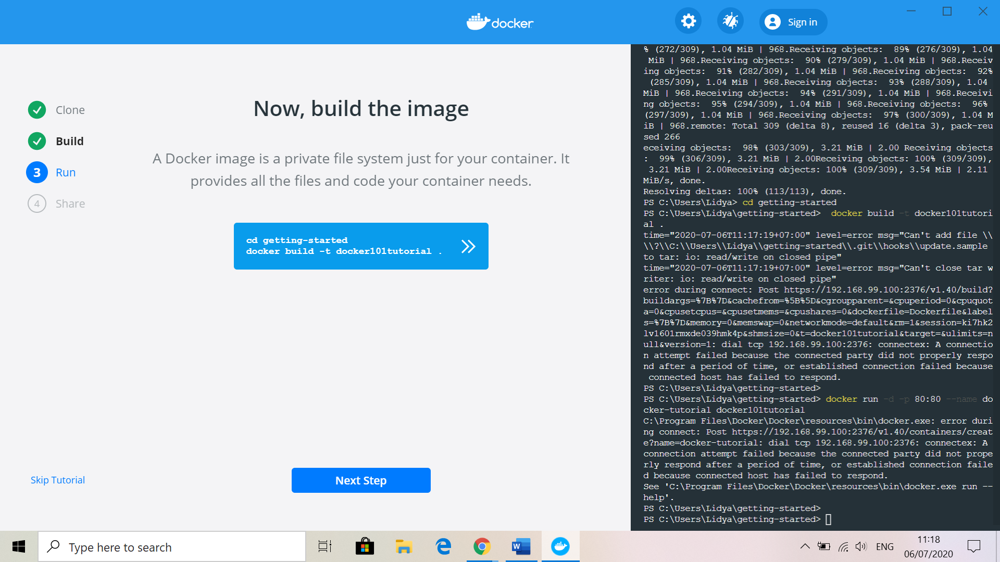 docker
Sign in
Clone
Build
3 Run
4 Share
Now, build the image
A Docker image is a private file system just for your container. It
provides all the files and code your container needs.
cd getting-started
docker build -t docker101tutorial .
Skip Tutorial
Next Step
% (272/309), 1.04 MiB | 968.Receiving objects:  89% (276/309), 1.04
 MiB | 968.Receiving objects:  90% (279/309), 1.04 MiB | 968.Receiv
ing objects:  91% (282/309), 1.04 MiB | 968.Receiving objects:  92%
 (285/309), 1.04 MiB | 968.Receiving objects:  93% (288/309), 1.04
MiB | 968.Receiving objects:  94% (291/309), 1.04 MiB | 968.Receivi
ng objects:  95% (294/309), 1.04 MiB | 968.Receiving objects:  96%
(297/309), 1.04 MiB | 968.Receiving objects:  97% (300/309), 1.04 M
iB | 968.remote: Total 309 (delta 8), reused 16 (delta 3), pack-reu
sed 266
eceiving objects:  98% (303/309), 3.21 MiB | 2.00 Receiving objects
:  99% (306/309), 3.21 MiB | 2.00Receiving objects: 100% (309/309),
 3.21 MiB | 2.00Receiving objects: 100% (309/309), 3.54 MiB | 2.11
MiB/s, done.
Resolving deltas: 100% (113/113), done.
PS C:\Users\Lidya> cd getting-started
PS C:\Users\Lidya\getting-started>  docker build -t docker101tutori
al .
time="2020-07-06T11:17:19+07:00" level=error msg="Can't add file \\
\\?\\C:\\Users\\Lidya\\getting-started\\.git\\hooks\\update.sample
to tar: io: read/write on closed pipe"
time="2020-07-06T11:17:19+07:00" level=error msg="Can't close tar w
riter: io: read/write on closed pipe"
error during connect: Post https://192.168.99.100:2376/v1.40/build?
buildargs=%7B%7D&cachefrom=%5B%5D&cgroupparent=&cpuperiod=0&cpuquot
a=0&cpusetcpus=&cpusetmems=&cpushares=0&dockerfile=Dockerfile&label
s=%7B%7D&memory=0&memswap=0&networkmode=default&rm=1&session=ki7hk2
lv1601rmxde039hmk4p&shmsize=0&t=docker101tutorial&target=&ulimits=n
ull&version=1: dial tcp 192.168.99.100:2376: connectex: A connectio
n attempt failed because the connected party did not properly respo
nd after a period of time, or established connection failed because
 connected host has failed to respond.
PS C:\Users\Lidya\getting-started>
PS C:\Users\Lidya\getting-started> docker run -d -p 80:80 --name do
cker-tutorial docker101tutorial
C:\Program Files\Docker\Docker\resources\bin\docker.exe: error duri
ng connect: Post https://192.168.99.100:2376/v1.40/containers/creat
e?name=docker-tutorial: dial tcp 192.168.99.100:2376: connectex: A
connection attempt failed because the connected party did not prope
rly respond after a period of time, or established connection faile
d because connected host has failed to respond.
See 'C:\Program Files\Docker\Docker\resources\bin\docker.exe run --
help'.
PS C:\Users\Lidya\getting-started>
PS C:\Users\Lidya\getting-started>
Type here to search
W
ENG
11:18
06/07/2020